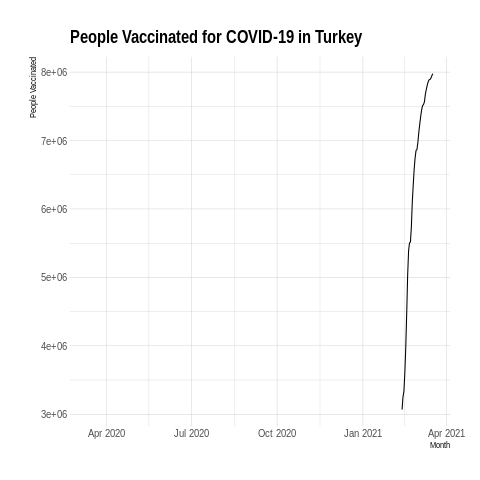 People Vaccinated for COVID-19 in Turkey
People Vaccinated
8e+06
7e+06
6e+06
5e+06
4e+06
3e+06
Apr 2020 Jul 2020 Oct 2020 Jan 2021 Apr 2021
Month